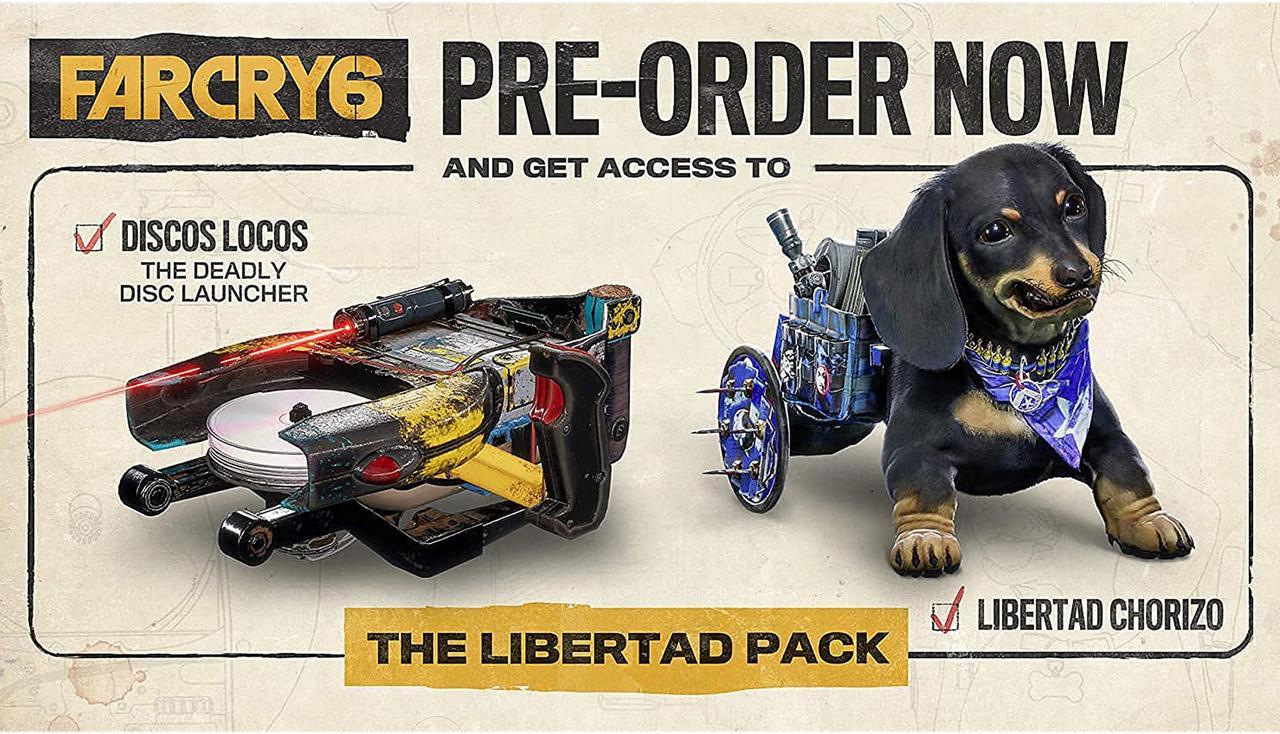 FARCRY6
PRE-ORDER NOW
AND GET ACCESS TO
DISCOS LOCOS
THE DEADLY
DISC LAUNCHER
LIBERTAD CHORIZO
THE LIBERTAD PACK